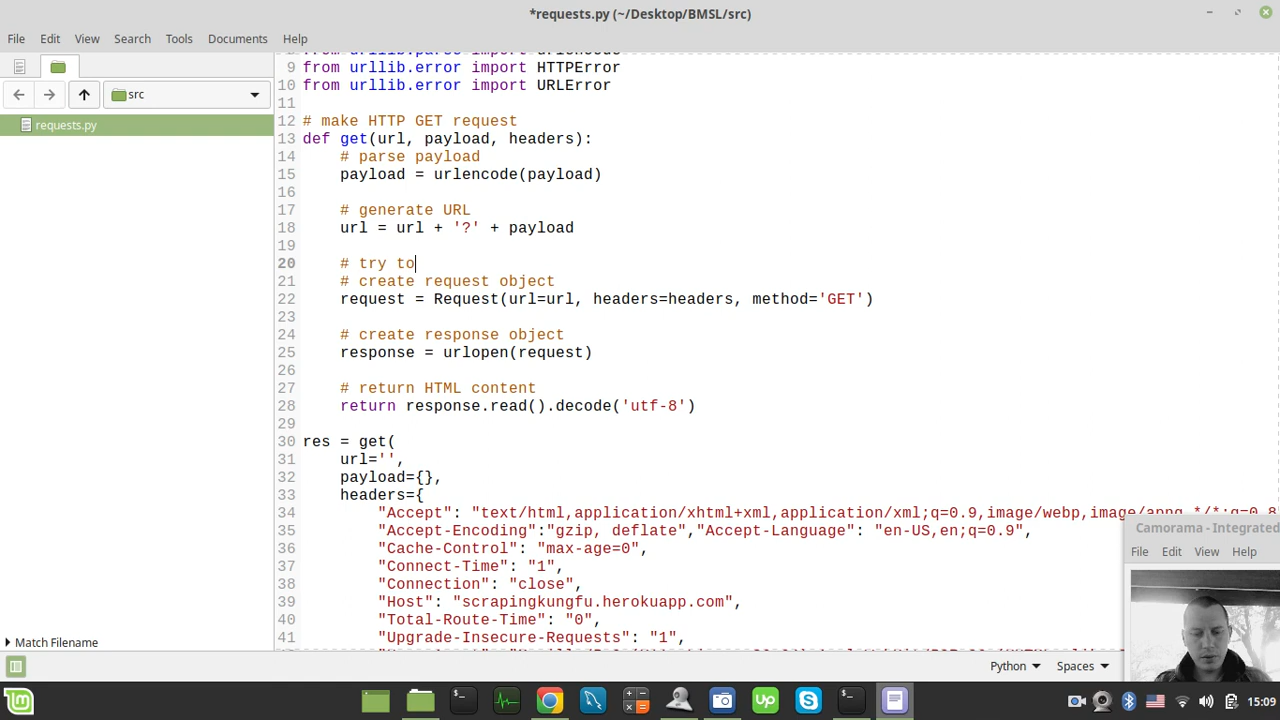 *requests.py (~/Desktop/BMSL/src)
File Edit View Search Tools Documents Help
src
requests.py
9 from urllib.error import HTTPError
10 from urllib.error import URLError
11
12 # make HTTP GET request
13 def get(url, payload, headers):
14 # parse payload
15 payload = urlencode(payload)
16
17 # generate URL
18 url = url + '?' + payload
19
20 # try to
21 # create request object
22 request = Request(url=url, headers=headers, method='GET')
23
24 # create response object
25 response = urlopen(request)
26
27 # return HTML content
28 return response.read().decode('utf-8')
29
30 res = get(
31 url='',
32 payload={},
33 headers={
34 "Accept": "text/html,application/xhtml+xml,application/xml;q=0.9,image/webp,image/apng,*/*;q=0.8
35 "Accept-Encoding":"gzip, deflate","Accept-Language": "en-US,en;q=0.9",
36 "Cache-Control": "max-age=0",
37 "Connect-Time": "1",
38 "Connection": "close",
39 "Host": "scrapingkungfu.herokuapp.com",
40 "Total-Route-Time": "0",
41 "Upgrade-Insecure-Requests": "1",
Camorama - Integrated
File Edit View Help
Match Filename
Python Spaces
Up
15:09